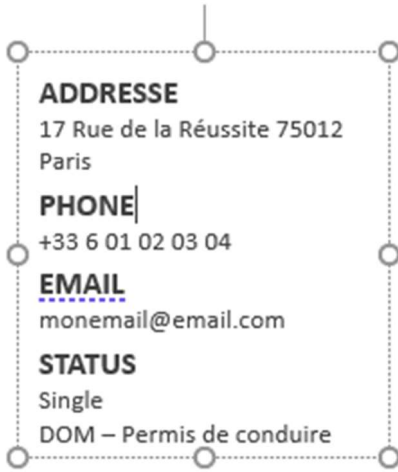 ADDRESSE
17 Rue de la Réussite 75012
Paris
PHONE
+33 6 01 02 03 04
EMAIL
monemail@email.com
STATUS
Single
DOM – Permis de conduire